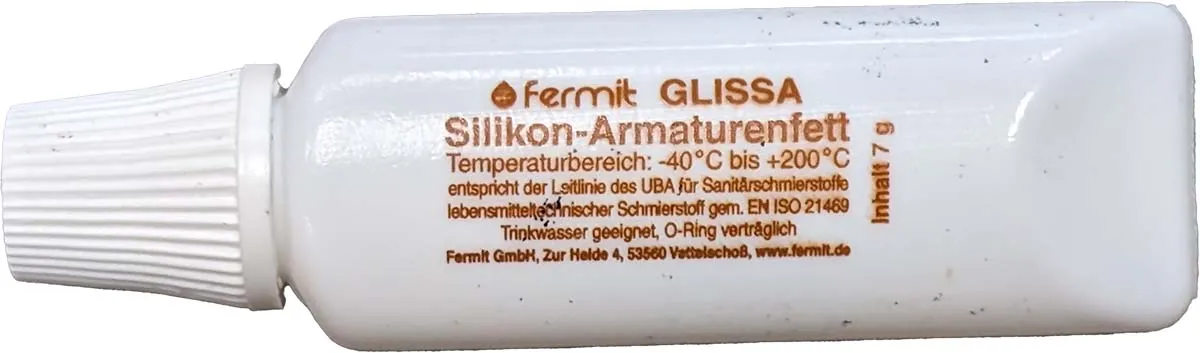 fermit GLISSA
Silikon-Armaturenfett
Temperaturbereich: -40°C bis +200°C
entspricht der Leitlinie des UBA für Sanitärschmierstoffe
lebensmitteltechnischer Schmierstoff gem. EN ISO 21469
Trinkwasser geeignet, O-Ring verträglich
Fermit GmbH, Zur Heide 4, 53560 Vettelschoß, www.fermit.de
Inhalt 7 g